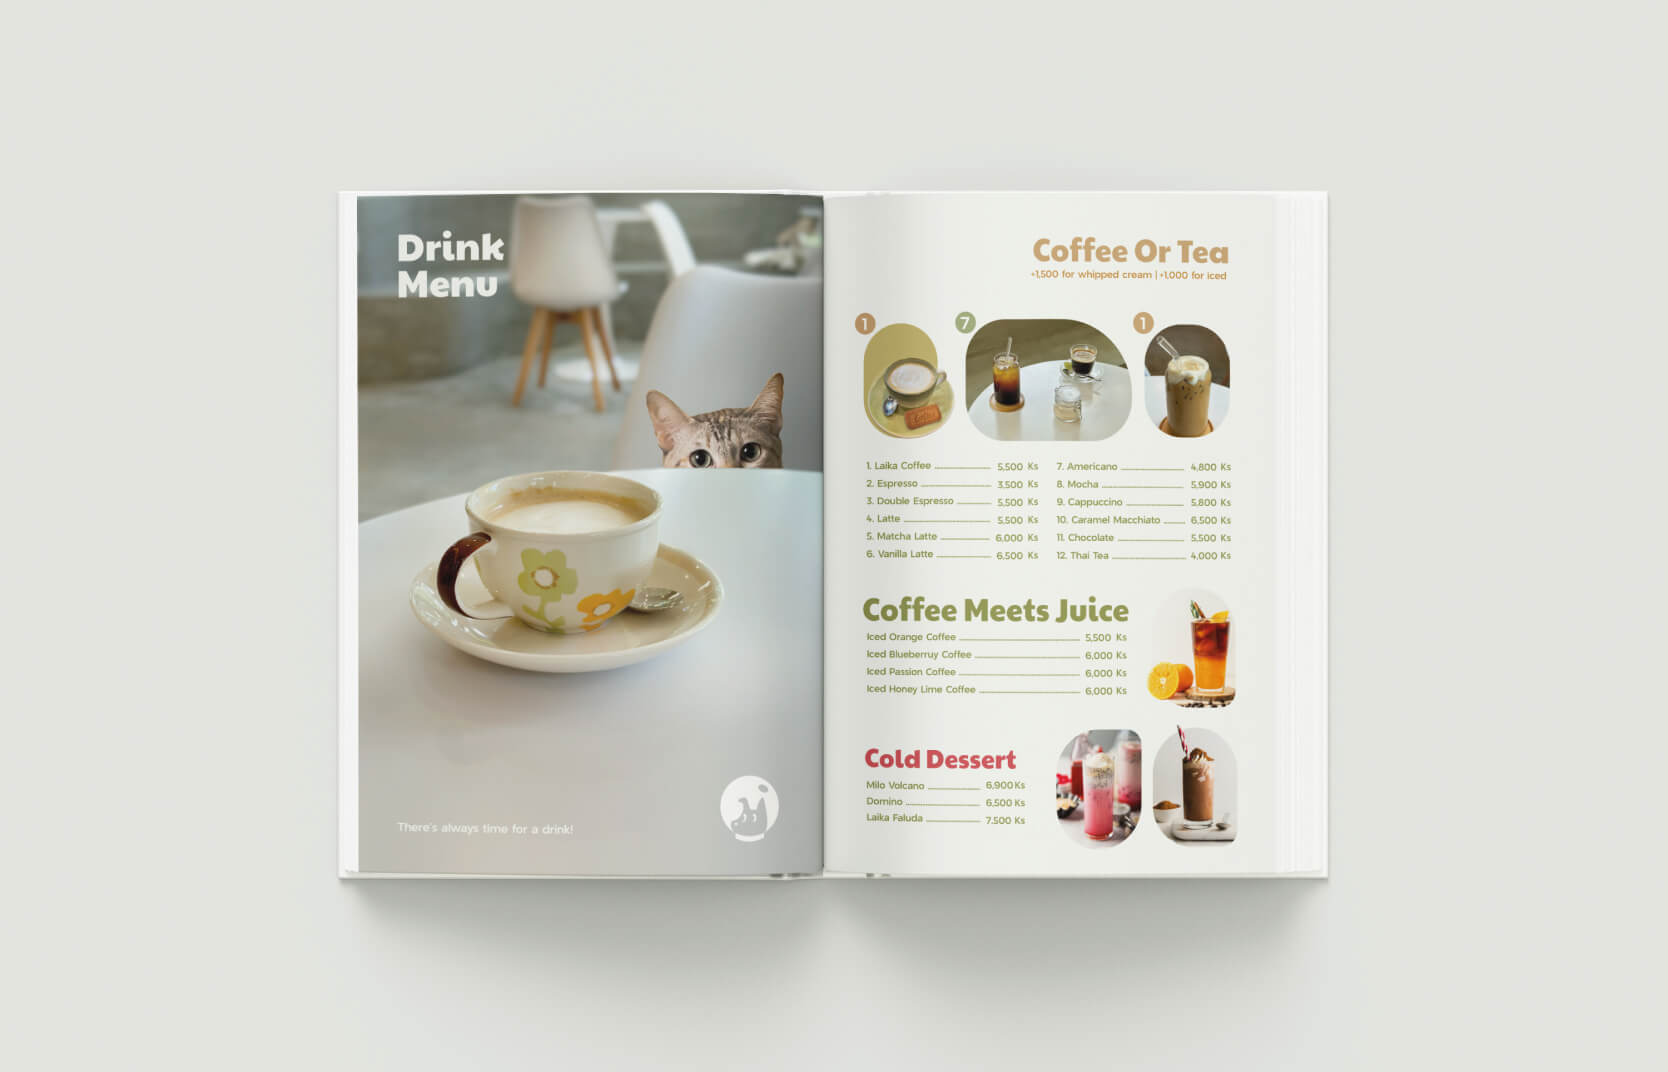 Drink
Menu
There's always time for a drink!
Coffee Or Tea
+1,500 for whipped cream | +1,000 for iced
1
7
1
1. Laika Coffee 5,500 Ks
2. Espresso 3,500 Ks
3. Double Espresso 5,500 Ks
4. Latte 5,500 Ks
5. Matcha Latte 6,000 Ks
6. Vanilla Latte 6,500 Ks
7. Americano 4,800 Ks
8. Mocha 5,900 Ks
9. Cappuccino 5,800 Ks
10. Caramel Macchiato 6,500 Ks
11. Chocolate 5,500 Ks
12. Thai Tea 4,000 Ks
Coffee Meets Juice
Iced Orange Coffee 5,500 Ks
Iced Blueberruy Coffee 6,000 Ks
Iced Passion Coffee 6,000 Ks
Iced Honey Lime Coffee 6,000 Ks
Cold Dessert
Milo Volcano 6,900 Ks
Domino 6,500 Ks
Laika Faluda 7,500 Ks